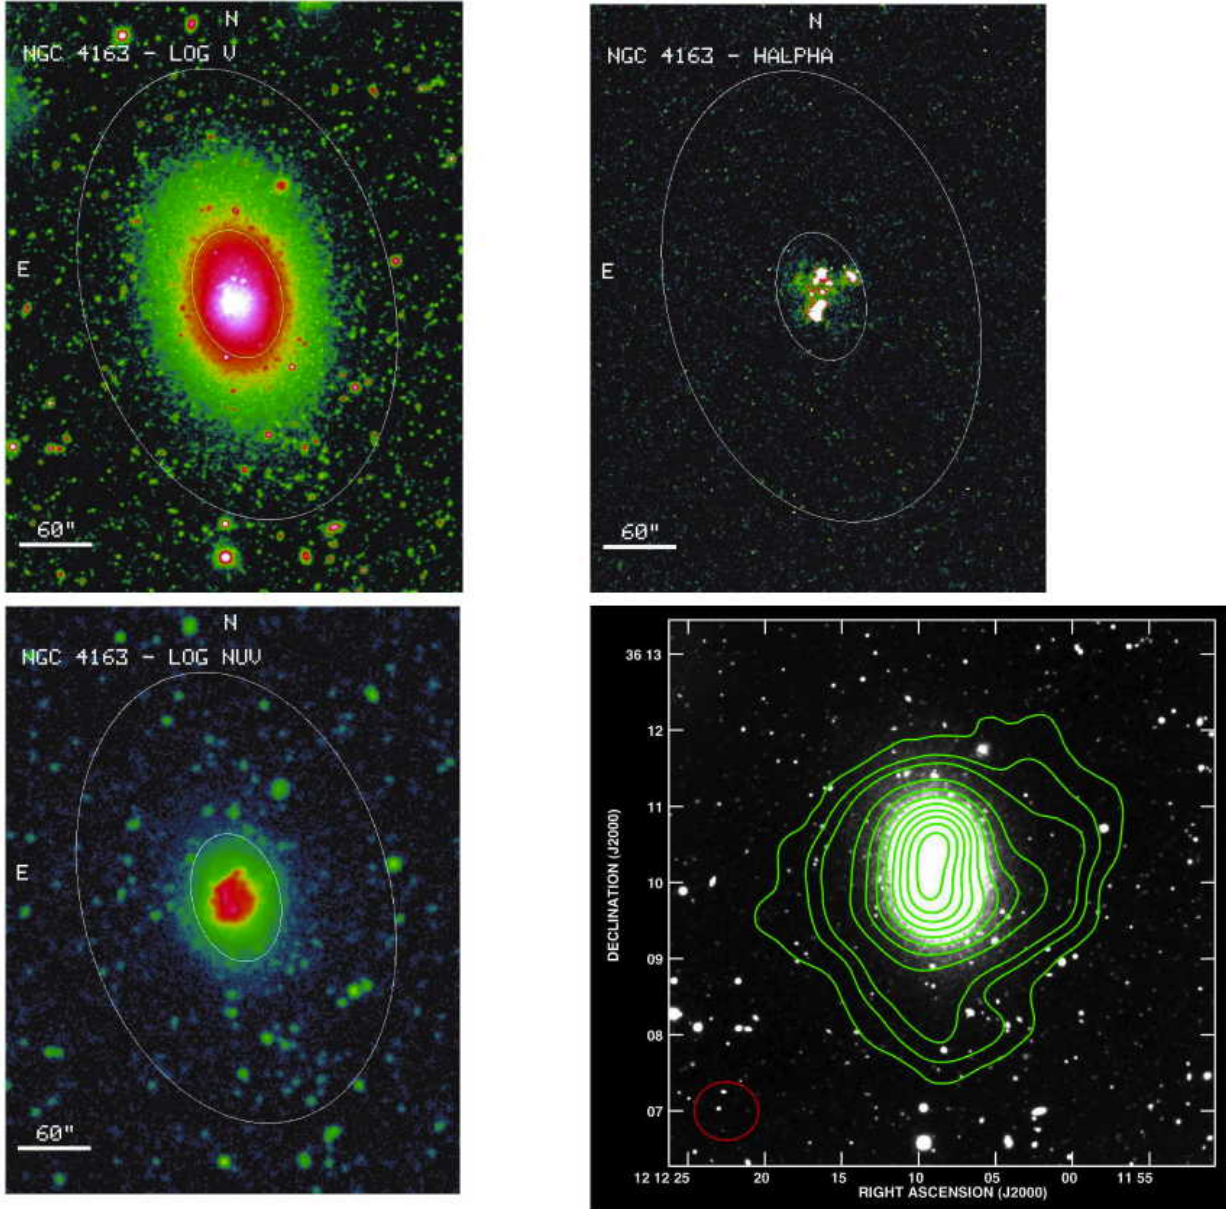 N
NGC 4163 - LOG V
E
60"
N
NGC 4163 - HALPHA
E
60"
N
NGC 4163 - LOG NUV
E
60"
36 13
12
11
10
09
08
07
DECLINATION (J2000)
12 12 25 20 15 10 05 00 11 55
RIGHT ASCENSION (J2000)